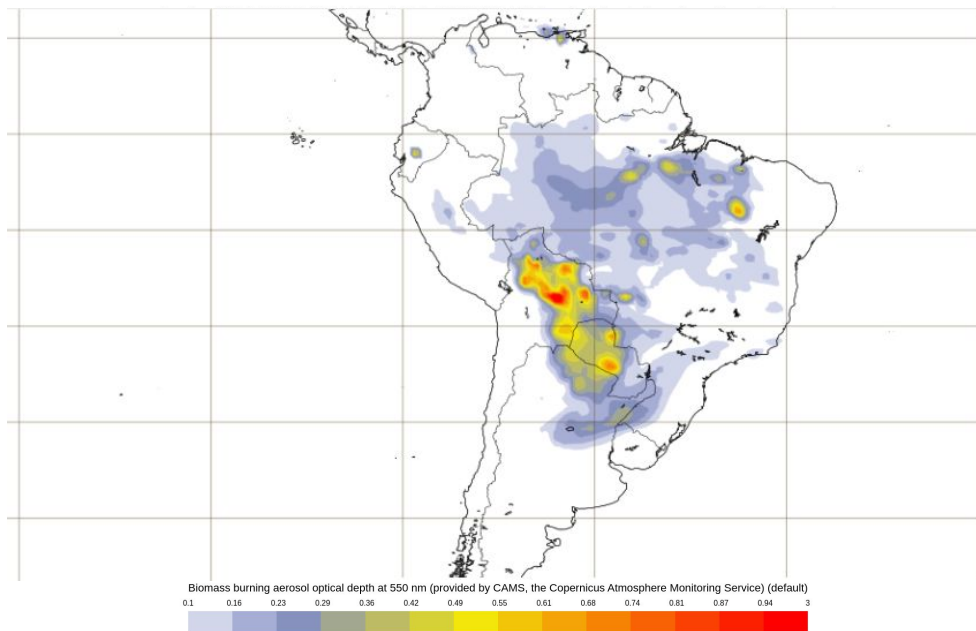 Biomass burning aerosol optical depth at 550 nm (provided by CAMS, the Copernicus Atmosphere Monitoring Service) (default)
0.1 0.16 0.23 0.29 0.36 0.42 0.49 0.55 0.61 0.68 0.74 0.81 0.87 0.94 3